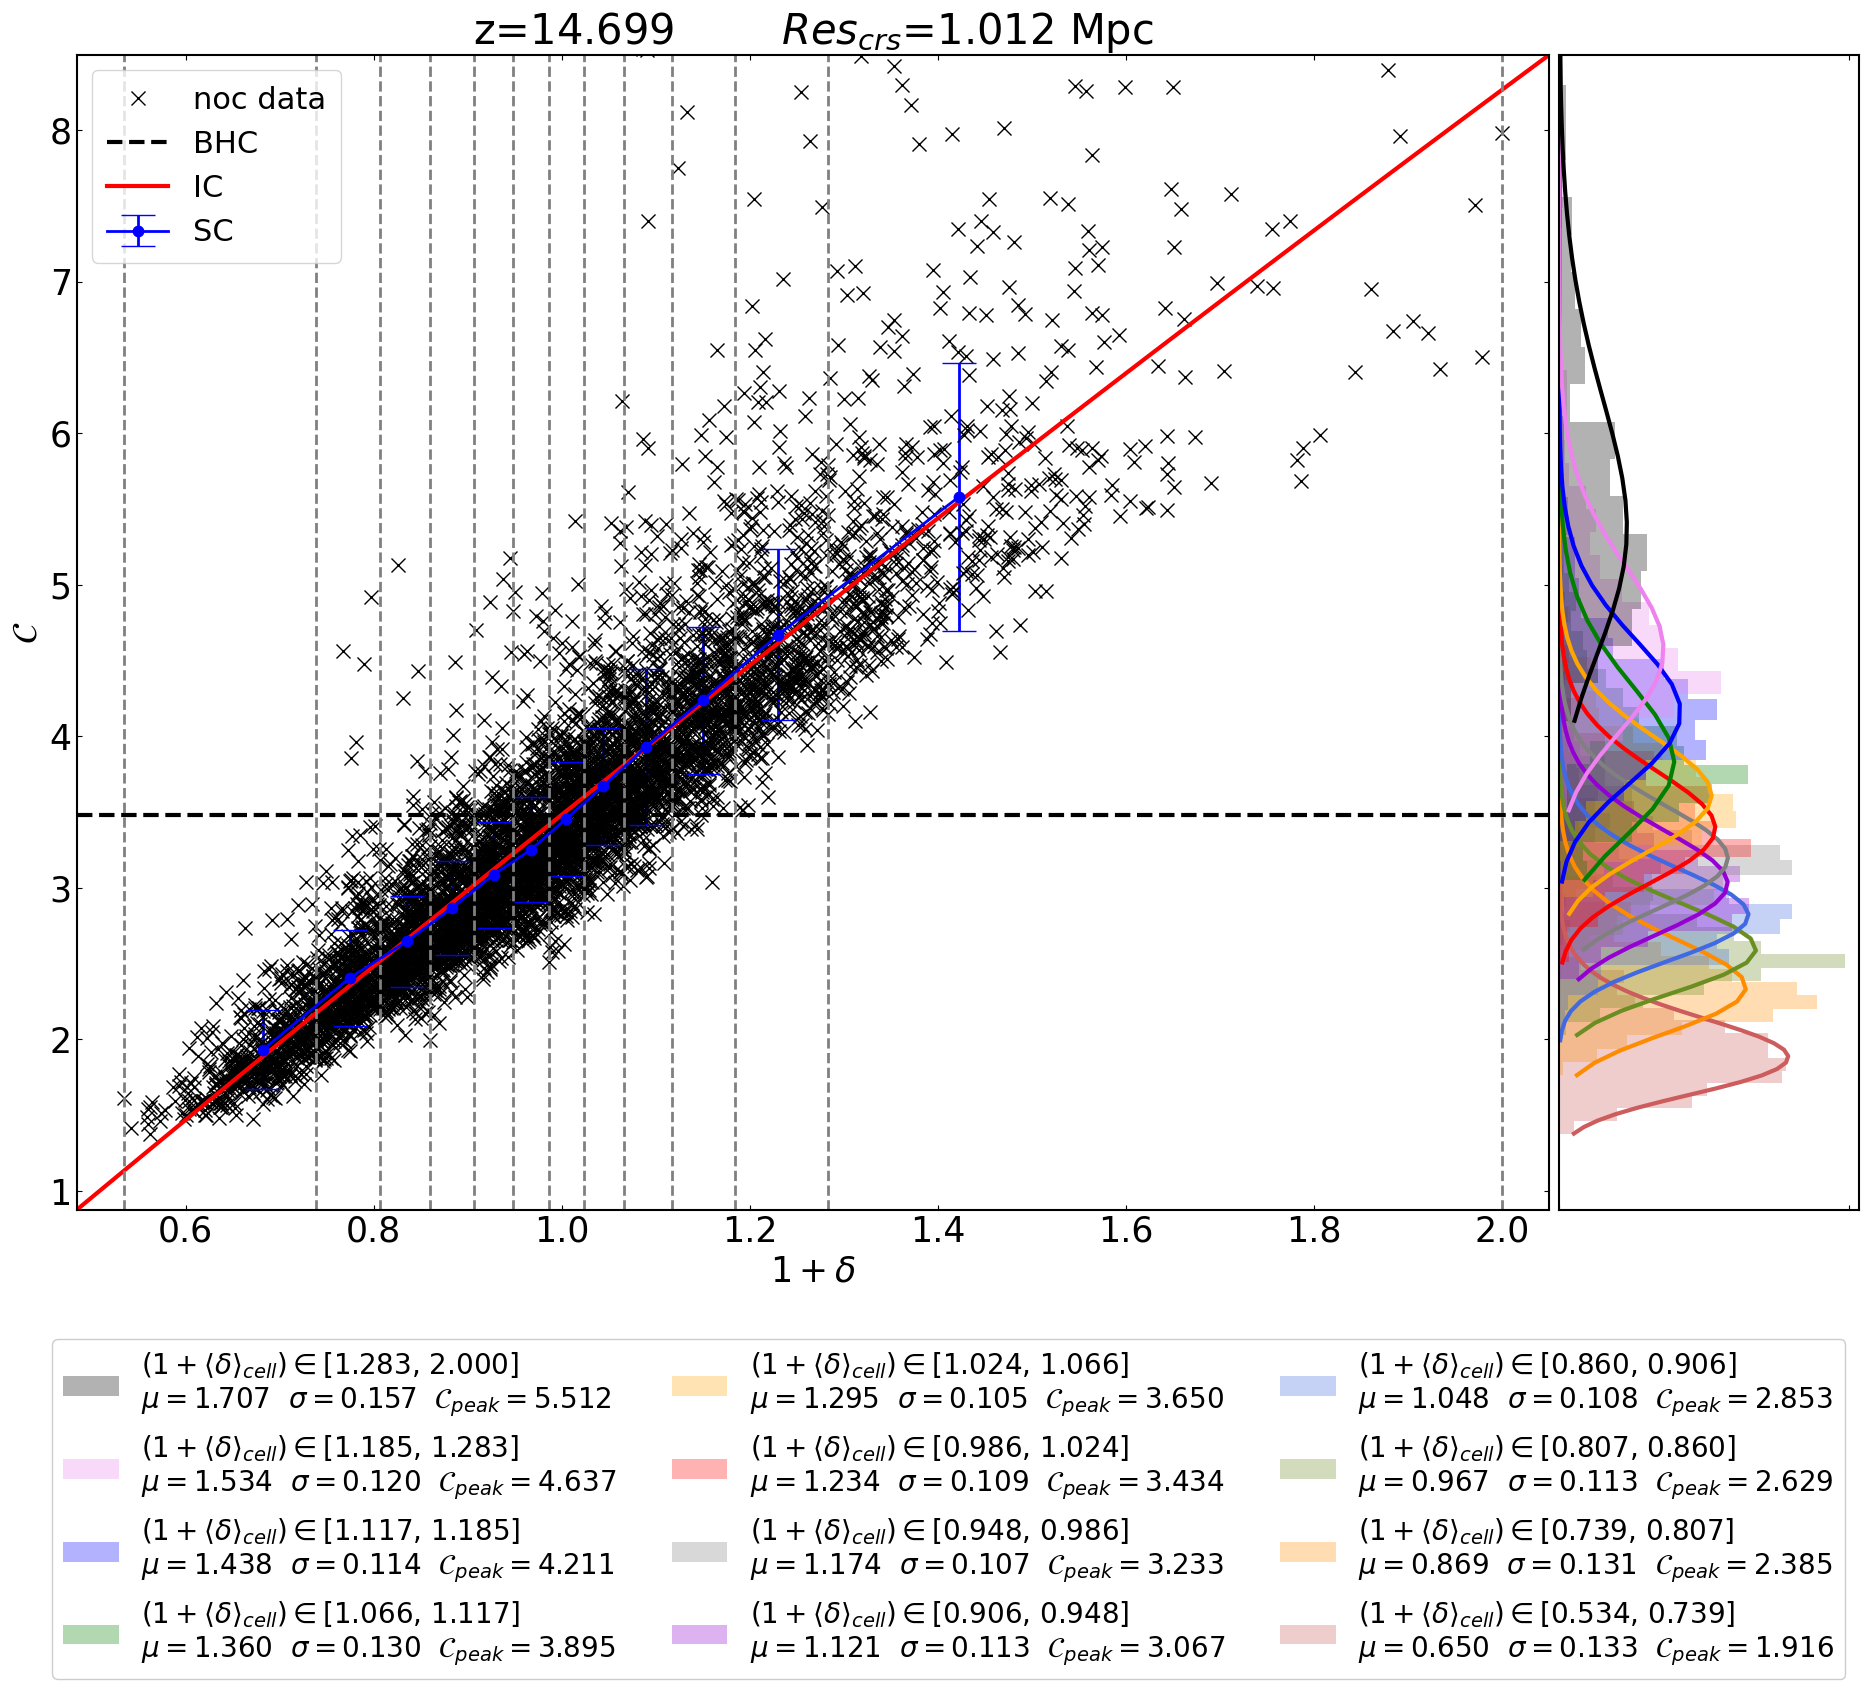 z=14.699 Res_crs=1.012 Mpc
noc data
BHC
IC
SC
8
7
6
5
4
3
2
1
𝒞
0.6 0.8 1.0 1.2 1.4 1.6 1.8 2.0
1 + δ
(1 + ⟨δ⟩_cell) ∈ [1.283, 2.000]
μ = 1.707 σ = 0.157 𝒞_peak = 5.512
(1 + ⟨δ⟩_cell) ∈ [1.185, 1.283]
μ = 1.534 σ = 0.120 𝒞_peak = 4.637
(1 + ⟨δ⟩_cell) ∈ [1.117, 1.185]
μ = 1.438 σ = 0.114 𝒞_peak = 4.211
(1 + ⟨δ⟩_cell) ∈ [1.066, 1.117]
μ = 1.360 σ = 0.130 𝒞_peak = 3.895
(1 + ⟨δ⟩_cell) ∈ [1.024, 1.066]
μ = 1.295 σ = 0.105 𝒞_peak = 3.650
(1 + ⟨δ⟩_cell) ∈ [0.986, 1.024]
μ = 1.234 σ = 0.109 𝒞_peak = 3.434
(1 + ⟨δ⟩_cell) ∈ [0.948, 0.986]
μ = 1.174 σ = 0.107 𝒞_peak = 3.233
(1 + ⟨δ⟩_cell) ∈ [0.906, 0.948]
μ = 1.121 σ = 0.113 𝒞_peak = 3.067
(1 + ⟨δ⟩_cell) ∈ [0.860, 0.906]
μ = 1.048 σ = 0.108 𝒞_peak = 2.853
(1 + ⟨δ⟩_cell) ∈ [0.807, 0.860]
μ = 0.967 σ = 0.113 𝒞_peak = 2.629
(1 + ⟨δ⟩_cell) ∈ [0.739, 0.807]
μ = 0.869 σ = 0.131 𝒞_peak = 2.385
(1 + ⟨δ⟩_cell) ∈ [0.534, 0.739]
μ = 0.650 σ = 0.133 𝒞_peak = 1.916